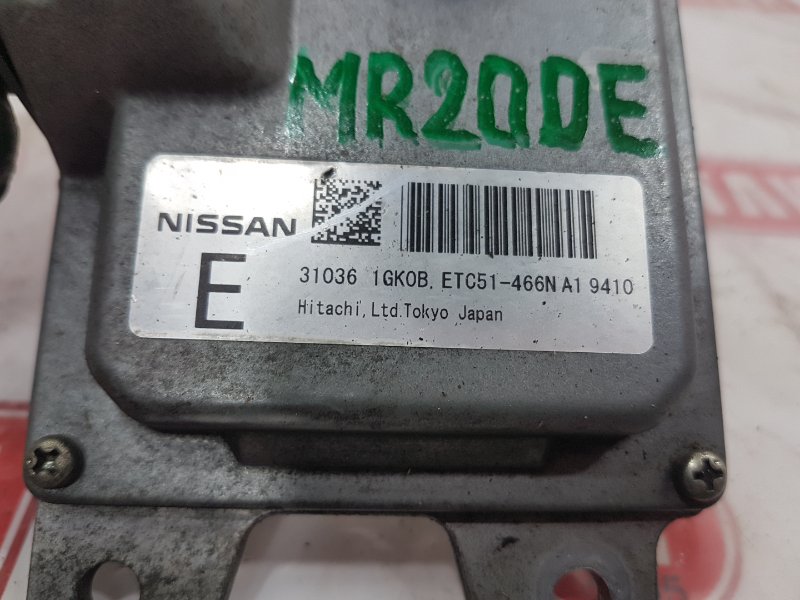 MR20DE
NISSAN
E
31036 1GK0B, ETC51-466N A1 9410
Hitachi, Ltd. Tokyo Japan